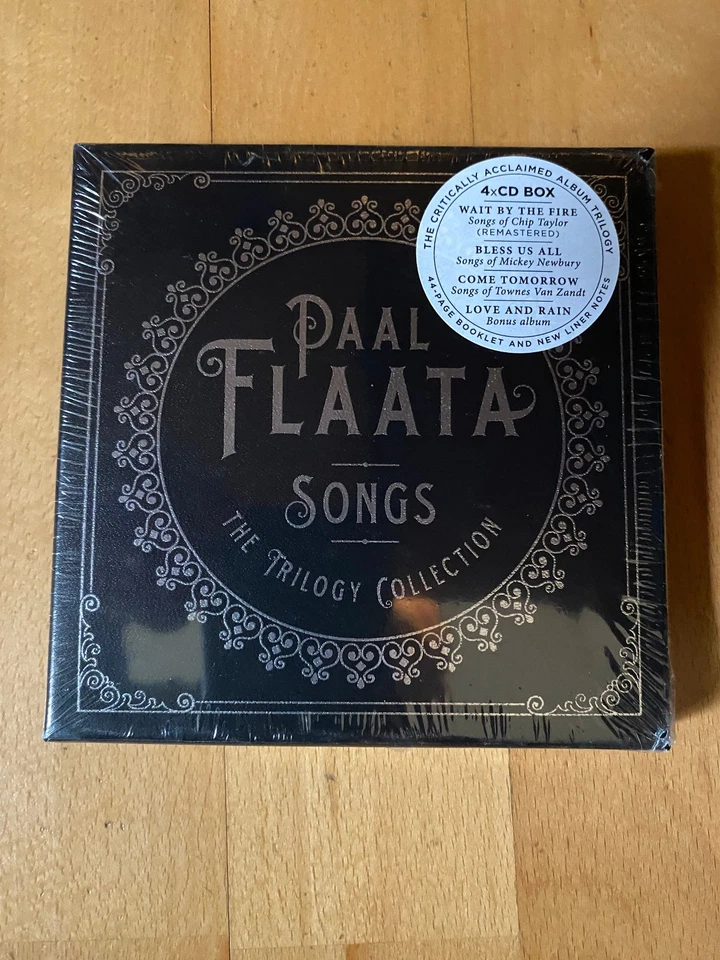 THE CRITICALLY ACCLAIMED ALBUM TRILOGY
4xCD BOX
WAIT BY THE FIRE
Songs of Chip Taylor
(REMASTERED)
BLESS US ALL
Songs of Mickey Newbury
COME TOMORROW
Songs of Townes Van Zandt
LOVE AND RAIN
Bonus album
44-PAGE BOOKLET AND NEW LINER NOTES
PAAL
FLAATA
SONGS
THE TRILOGY COLLECTION